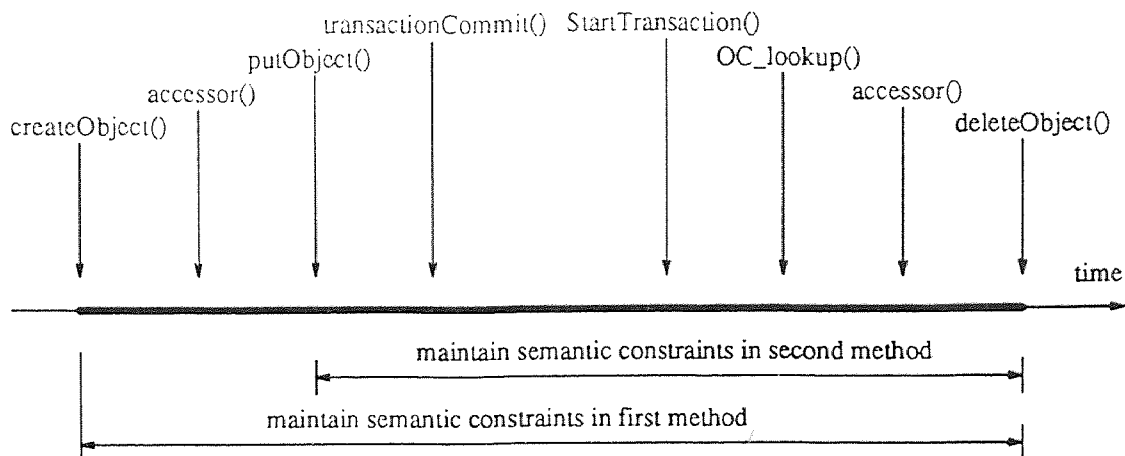 transactionCommit() StartTransaction()
putObject() OC_lookup()
accessor() accessor()
createObject() deleteObject()
time
maintain semantic constraints in second method
maintain semantic constraints in first method